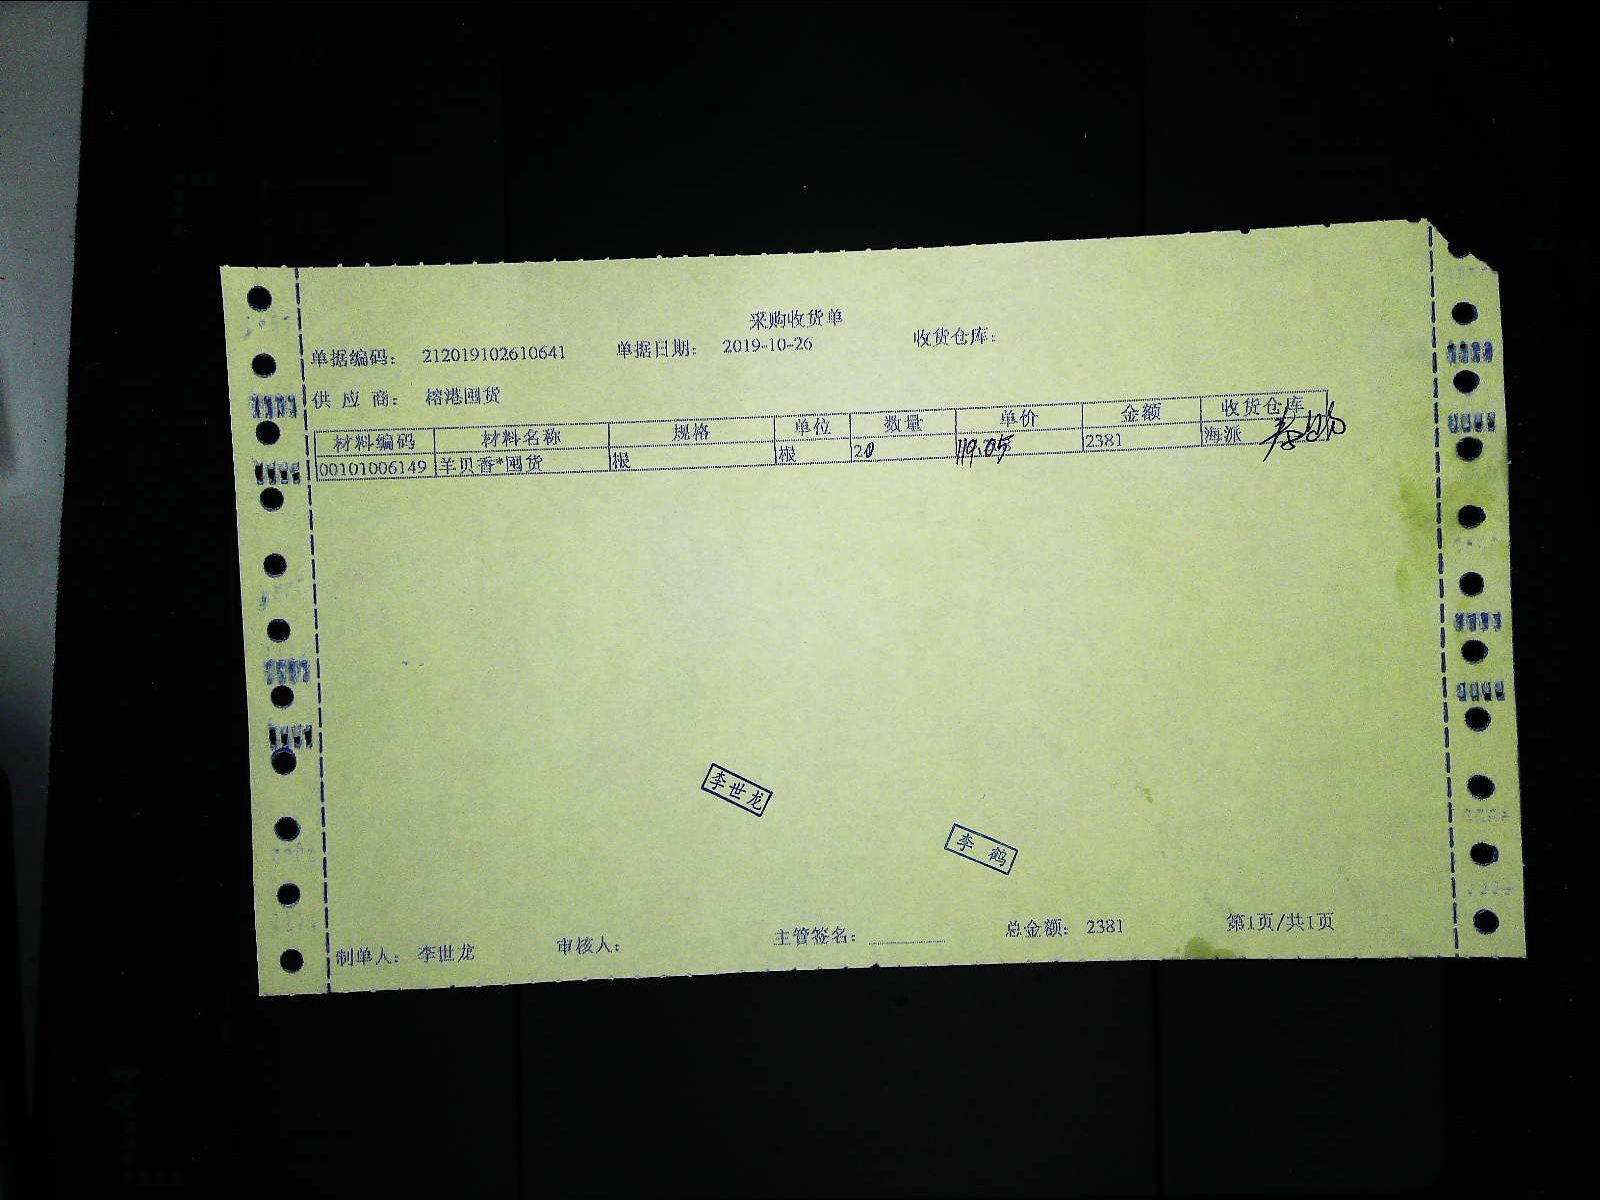 采购收货单
单据编码： 212019102610641 单据日期： 2019-10-26 收货仓库：
供 应 商： 榕港囤货
材料编码 材料名称 规格 单位 数量 单价 金额 收货仓库
00101006149 羊贝香*囤货 根 根 20 119.05 2381 海派
李世龙
李 鹤
制单人： 李世龙 审核人： 主管签名： 总金额： 2381 第1页/共1页